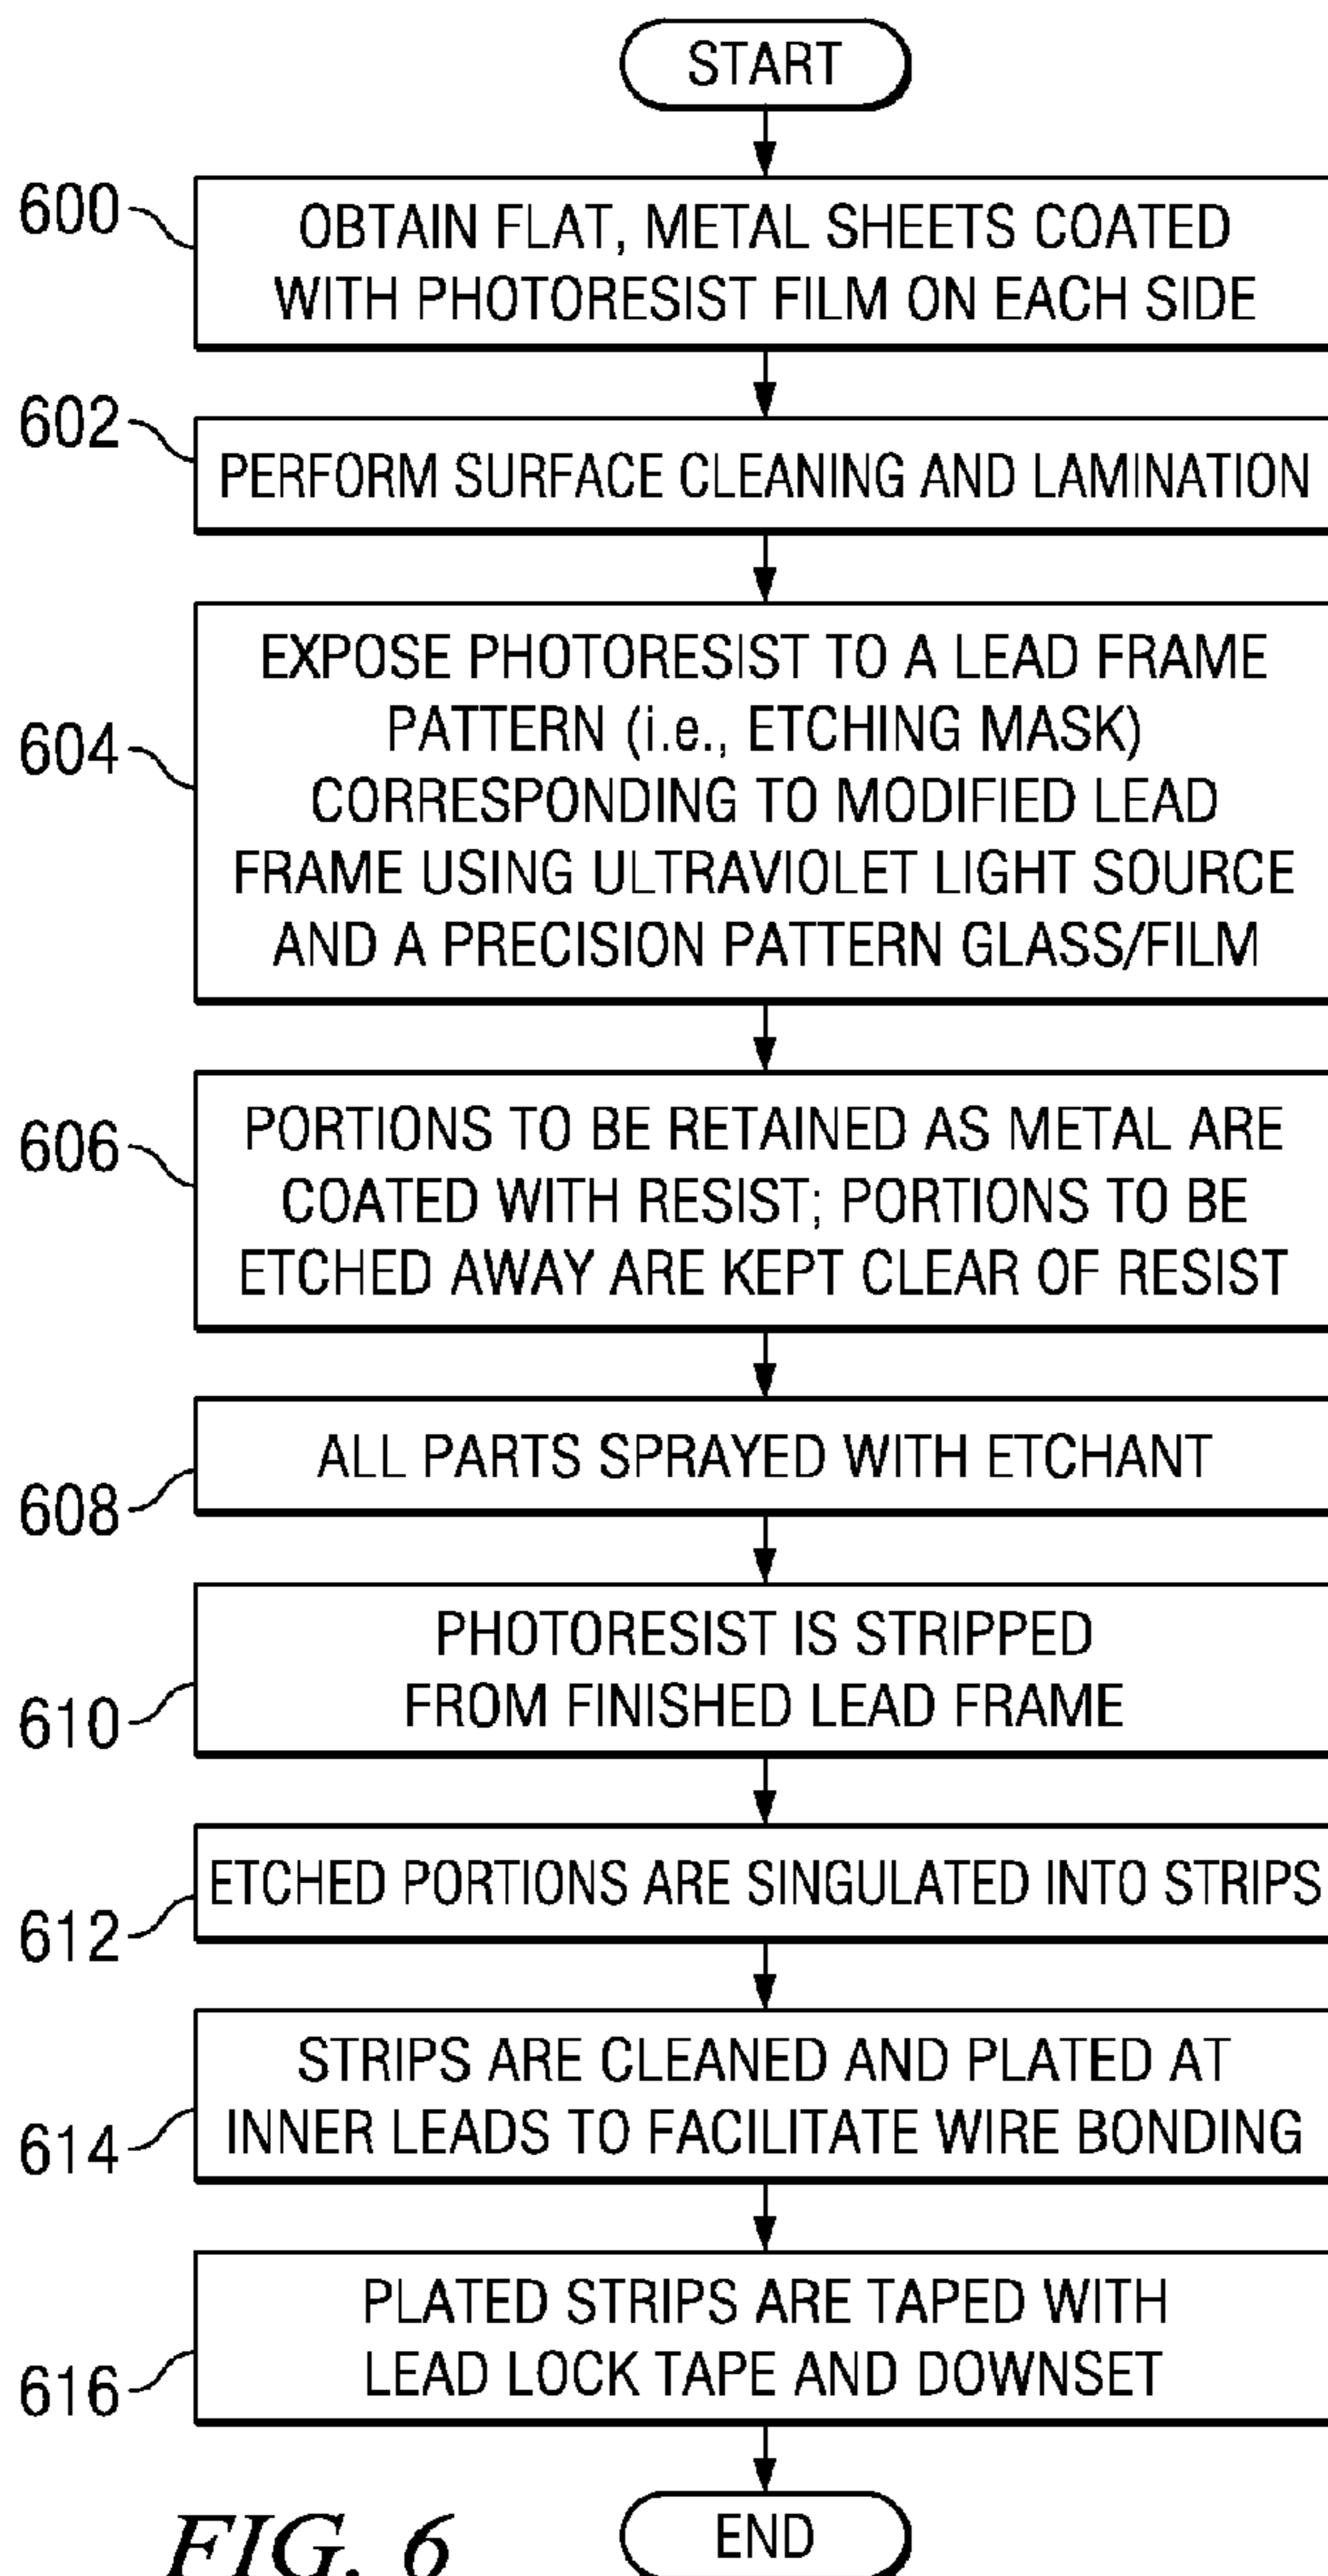 START
600
OBTAIN FLAT, METAL SHEETS COATED
WITH PHOTORESIST FILM ON EACH SIDE
602
PERFORM SURFACE CLEANING AND LAMINATION
604
EXPOSE PHOTORESIST TO A LEAD FRAME
PATTERN (i.e., ETCHING MASK)
CORRESPONDING TO MODIFIED LEAD
FRAME USING ULTRAVIOLET LIGHT SOURCE
AND A PRECISION PATTERN GLASS/FILM
606
PORTIONS TO BE RETAINED AS METAL ARE
COATED WITH RESIST; PORTIONS TO BE
ETCHED AWAY ARE KEPT CLEAR OF RESIST
608
ALL PARTS SPRAYED WITH ETCHANT
610
PHOTORESIST IS STRIPPED
FROM FINISHED LEAD FRAME
612
ETCHED PORTIONS ARE SINGULATED INTO STRIPS
614
STRIPS ARE CLEANED AND PLATED AT
INNER LEADS TO FACILITATE WIRE BONDING
616
PLATED STRIPS ARE TAPED WITH
LEAD LOCK TAPE AND DOWNSET
END
FIG. 6